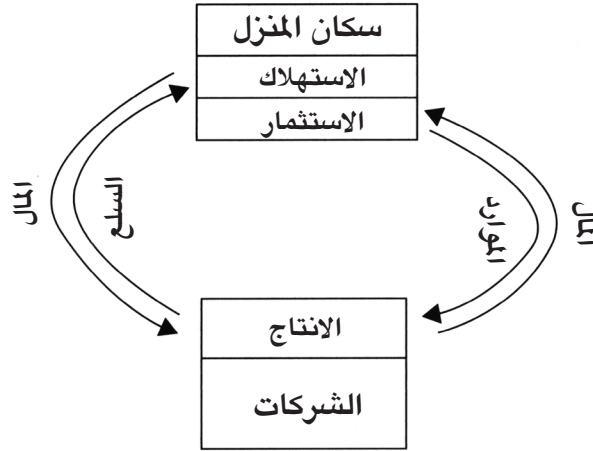 سكان المنزل
الاستهلاك
الاستثمار
المال
الموارد
السلع
المال
الانتاج
الشركات